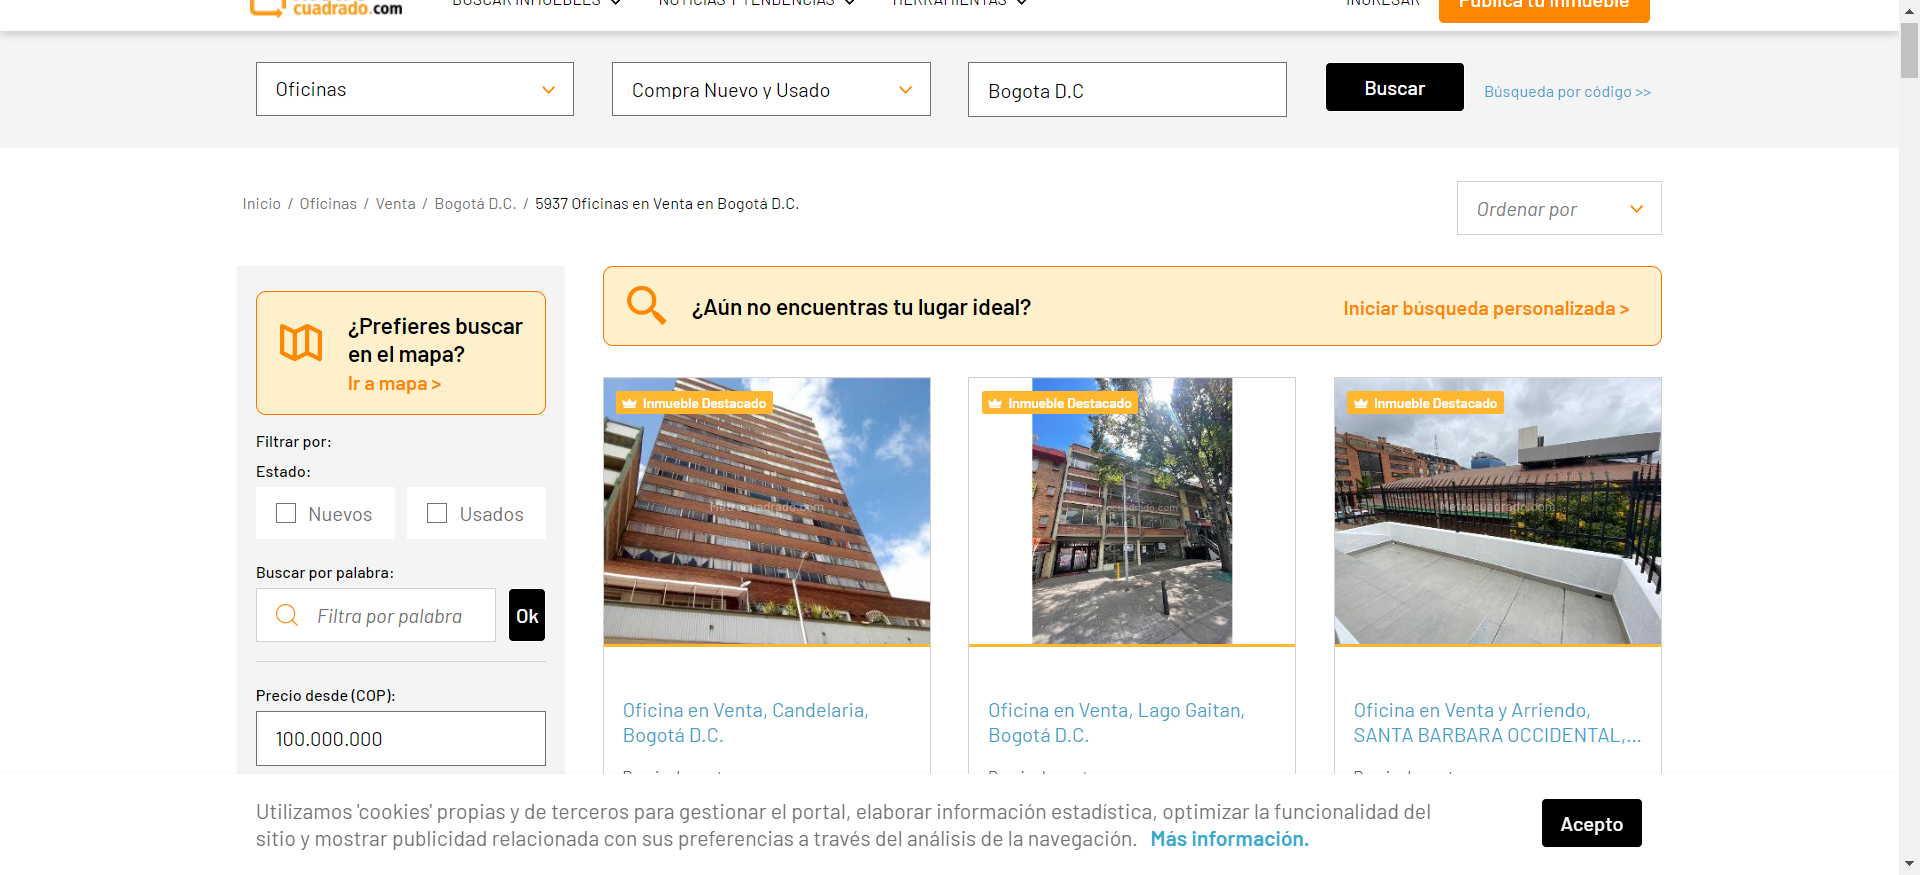 cuadrado.com
BUSCAR INMUEBLES
NOTICIAS Y TENDENCIAS
HERRAMIENTAS
INGRESAR
Publica tu inmueble
Oficinas
Compra Nuevo y Usado
Bogota D.C
Buscar
Búsqueda por código >>
Inicio / Oficinas / Venta / Bogotá D.C. / 5937 Oficinas en Venta en Bogotá D.C.
Ordenar por
¿Prefieres buscar
en el mapa?
Ir a mapa >
¿Aún no encuentras tu lugar ideal?
Iniciar búsqueda personalizada >
Filtrar por:
Estado:
Nuevos
Usados
Buscar por palabra:
Filtra por palabra
Ok
Precio desde (COP):
100.000.000
Inmueble Destacado
Metrocuadrado.com
Oficina en Venta, Candelaria,
Bogotá D.C.
Inmueble Destacado
Metrocuadrado.com
Oficina en Venta, Lago Gaitan,
Bogotá D.C.
Inmueble Destacado
Metrocuadrado.com
Oficina en Venta y Arriendo,
SANTA BARBARA OCCIDENTAL,...
Utilizamos 'cookies' propias y de terceros para gestionar el portal, elaborar información estadística, optimizar la funcionalidad del
sitio y mostrar publicidad relacionada con sus preferencias a través del análisis de la navegación. Más información.
Acepto